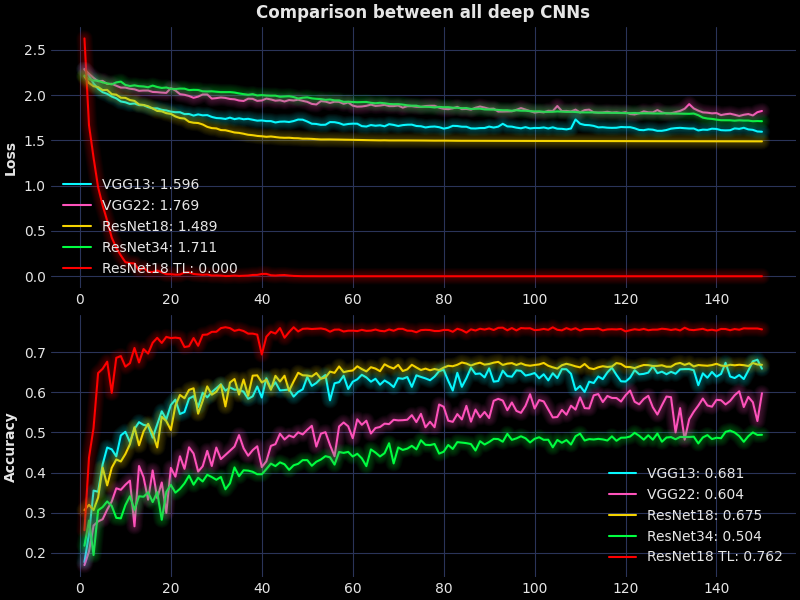 Comparison between all deep CNNs
Loss
2.5
2.0
1.5
1.0
0.5
0.0
VGG13: 1.596
VGG22: 1.769
ResNet18: 1.489
ResNet34: 1.711
ResNet18 TL: 0.000
0 20 40 60 80 100 120 140
Accuracy
0.7
0.6
0.5
0.4
0.3
0.2
VGG13: 0.681
VGG22: 0.604
ResNet18: 0.675
ResNet34: 0.504
ResNet18 TL: 0.762
0 20 40 60 80 100 120 140